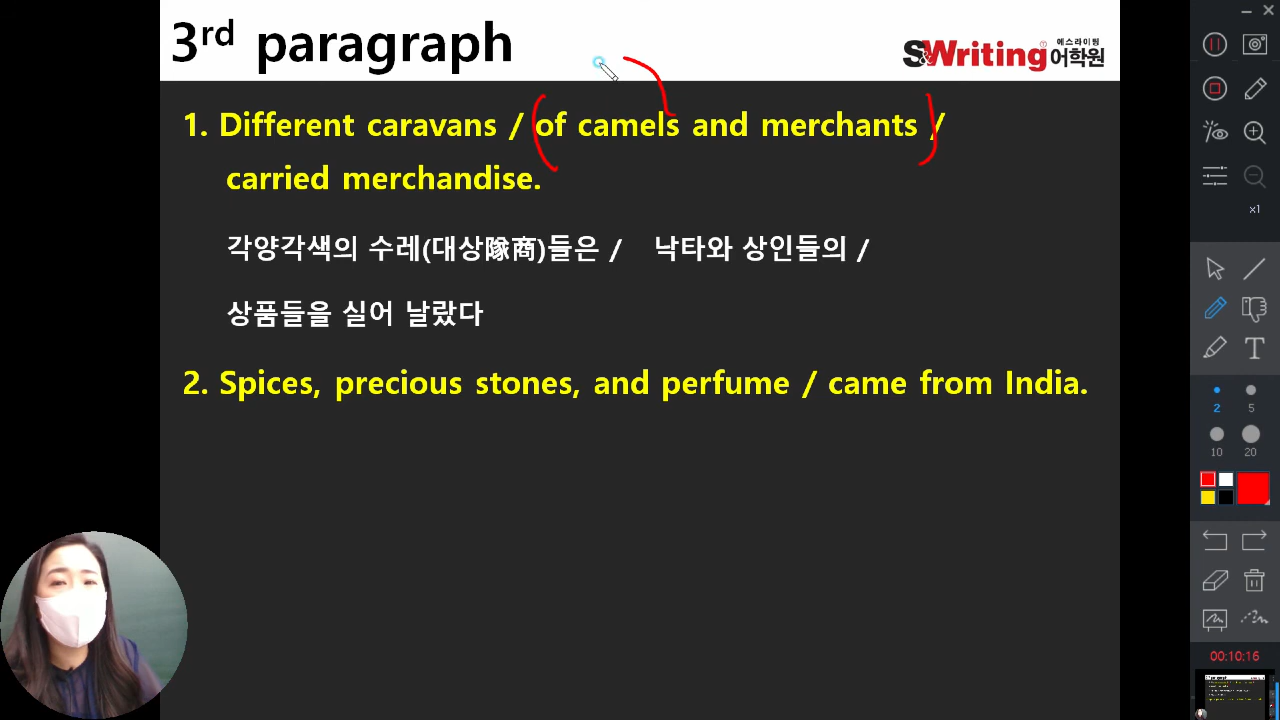 3rd paragraph
S&Writing 에스라이팅 어학원
1. Different caravans / of camels and merchants /
carried merchandise.
각양각색의 수레(대상隊商)들은 / 낙타와 상인들의 /
상품들을 실어 날랐다
2. Spices, precious stones, and perfume / came from India.
x1
T
2 5
10 20
00:10:16